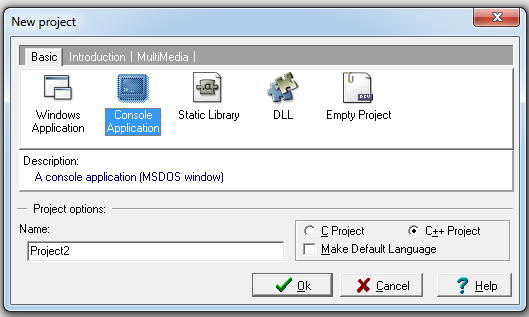 New project
Basic Introduction MultiMedia
Windows Application
Console Application
Static Library
DLL
Empty Project
DEV
Description:
A console application (MSDOS window)
Project options:
Name:
Project2
C Project
C++ Project
Make Default Language
Ok
Cancel
? Help